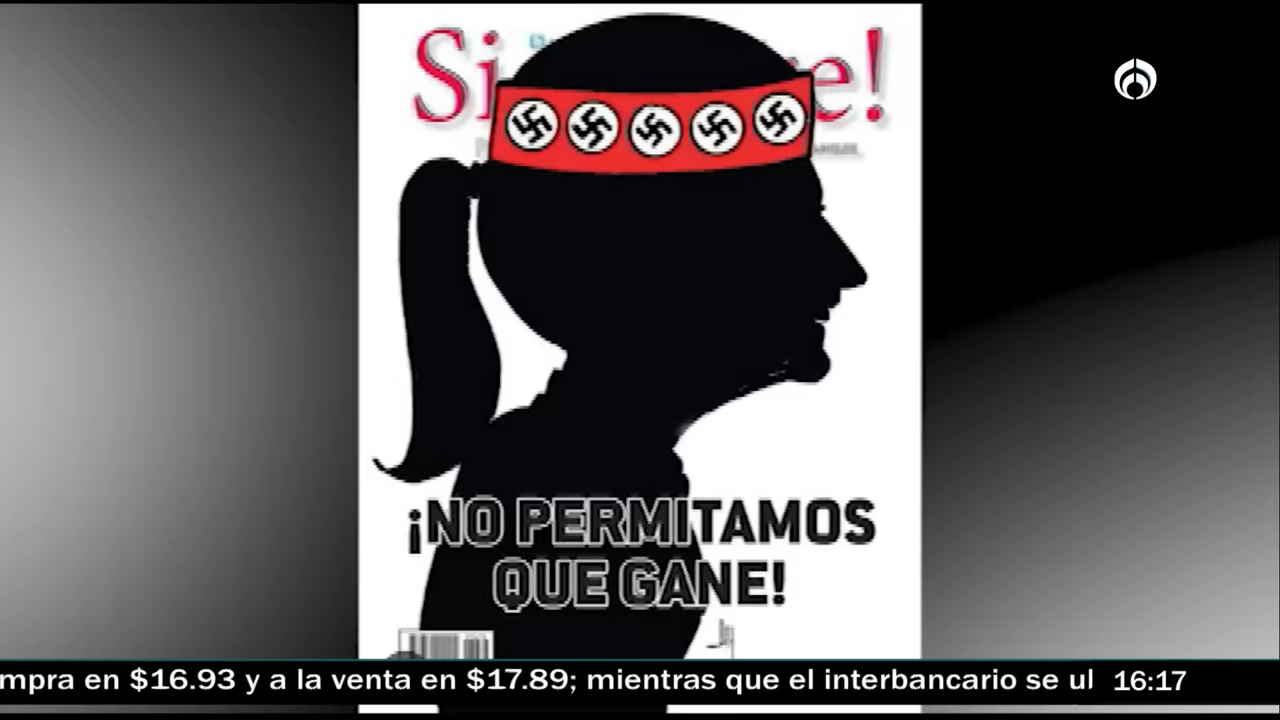 Si e!
¡NO PERMITAMOS
QUE GANE!
mpra en $16.93 y a la venta en $17.89; mientras que el interbancario se ul
16:17